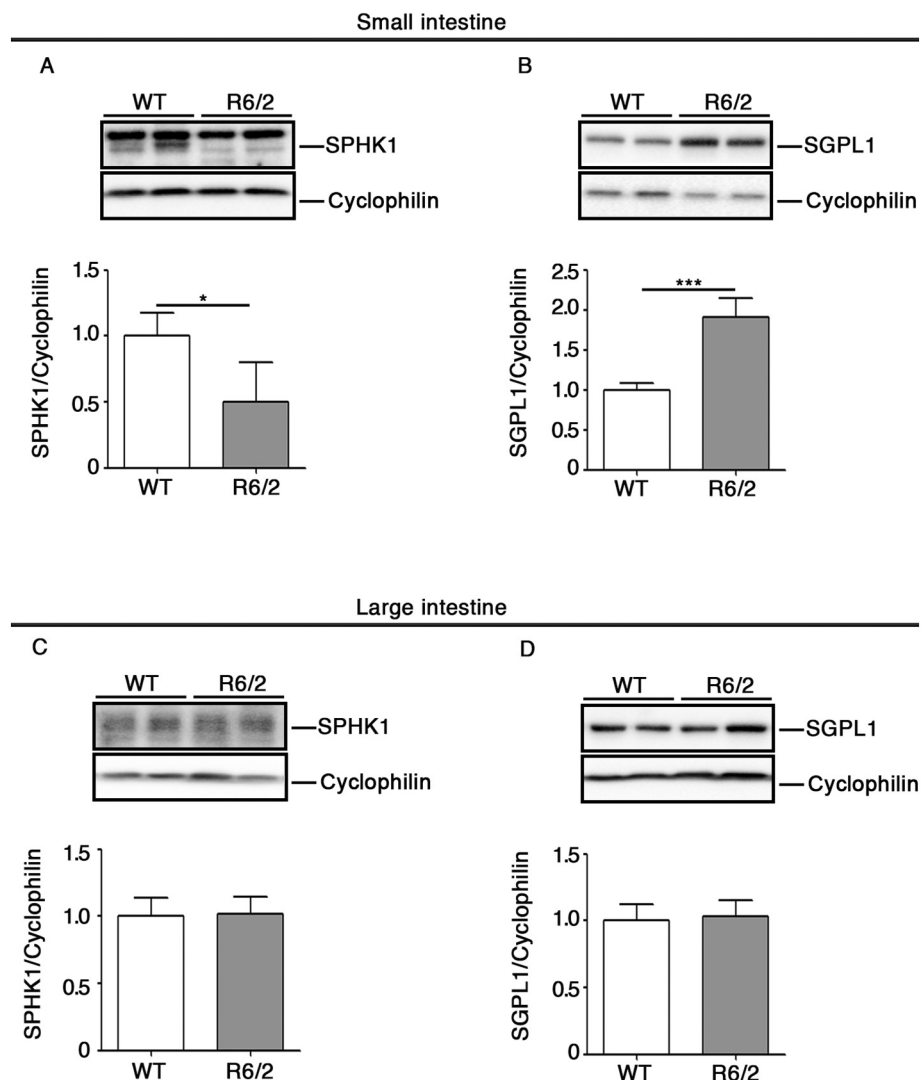 Small intestine
A
WT R6/2
SPHK1
Cyclophilin
SPHK1/Cyclophilin
1.5
*
1.0
0.5
0
WT R6/2
B
WT R6/2
SGPL1
Cyclophilin
SGPL1/Cyclophilin
2.5
***
2.0
1.5
1.0
0.5
0
WT R6/2
Large intestine
C
WT R6/2
SPHK1
Cyclophilin
SPHK1/Cyclophilin
1.5
1.0
0.5
0
WT R6/2
D
WT R6/2
SGPL1
Cyclophilin
SGPL1/Cyclophilin
1.5
1.0
0.5
0
WT R6/2